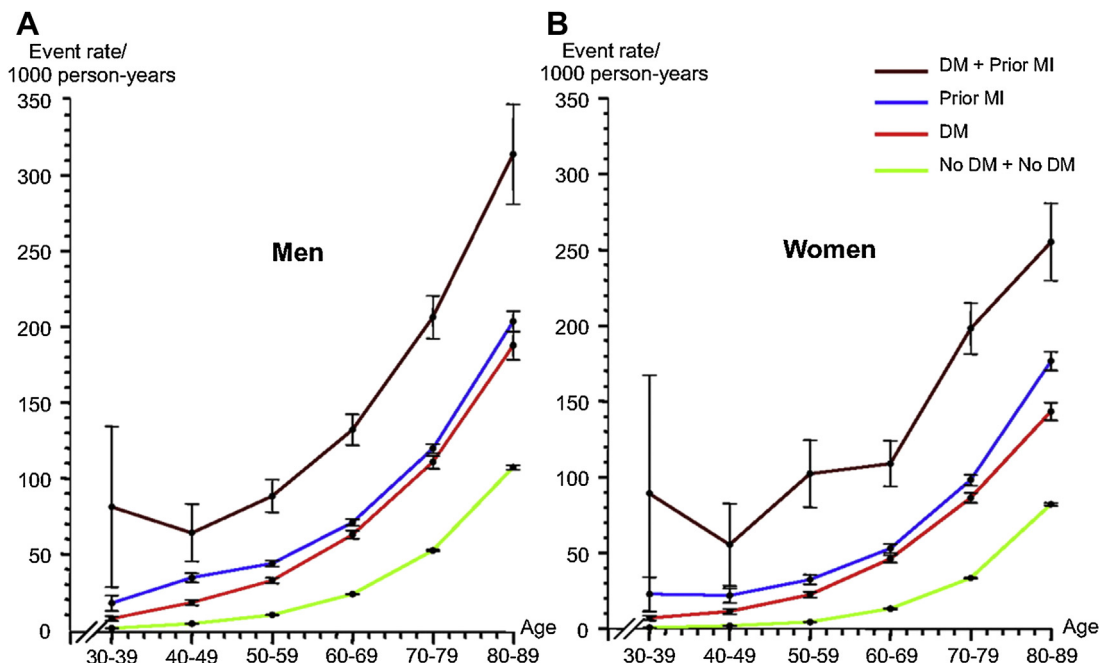 A
Event rate/
1000 person-years
350
300
250
200
150
100
50
0
Men
30-39 40-49 50-59 60-69 70-79 80-89
Age
B
Event rate/
1000 person-years
350
300
250
200
150
100
50
0
Women
DM + Prior MI
Prior MI
DM
No DM + No DM
30-39 40-49 50-59 60-69 70-79 80-89
Age